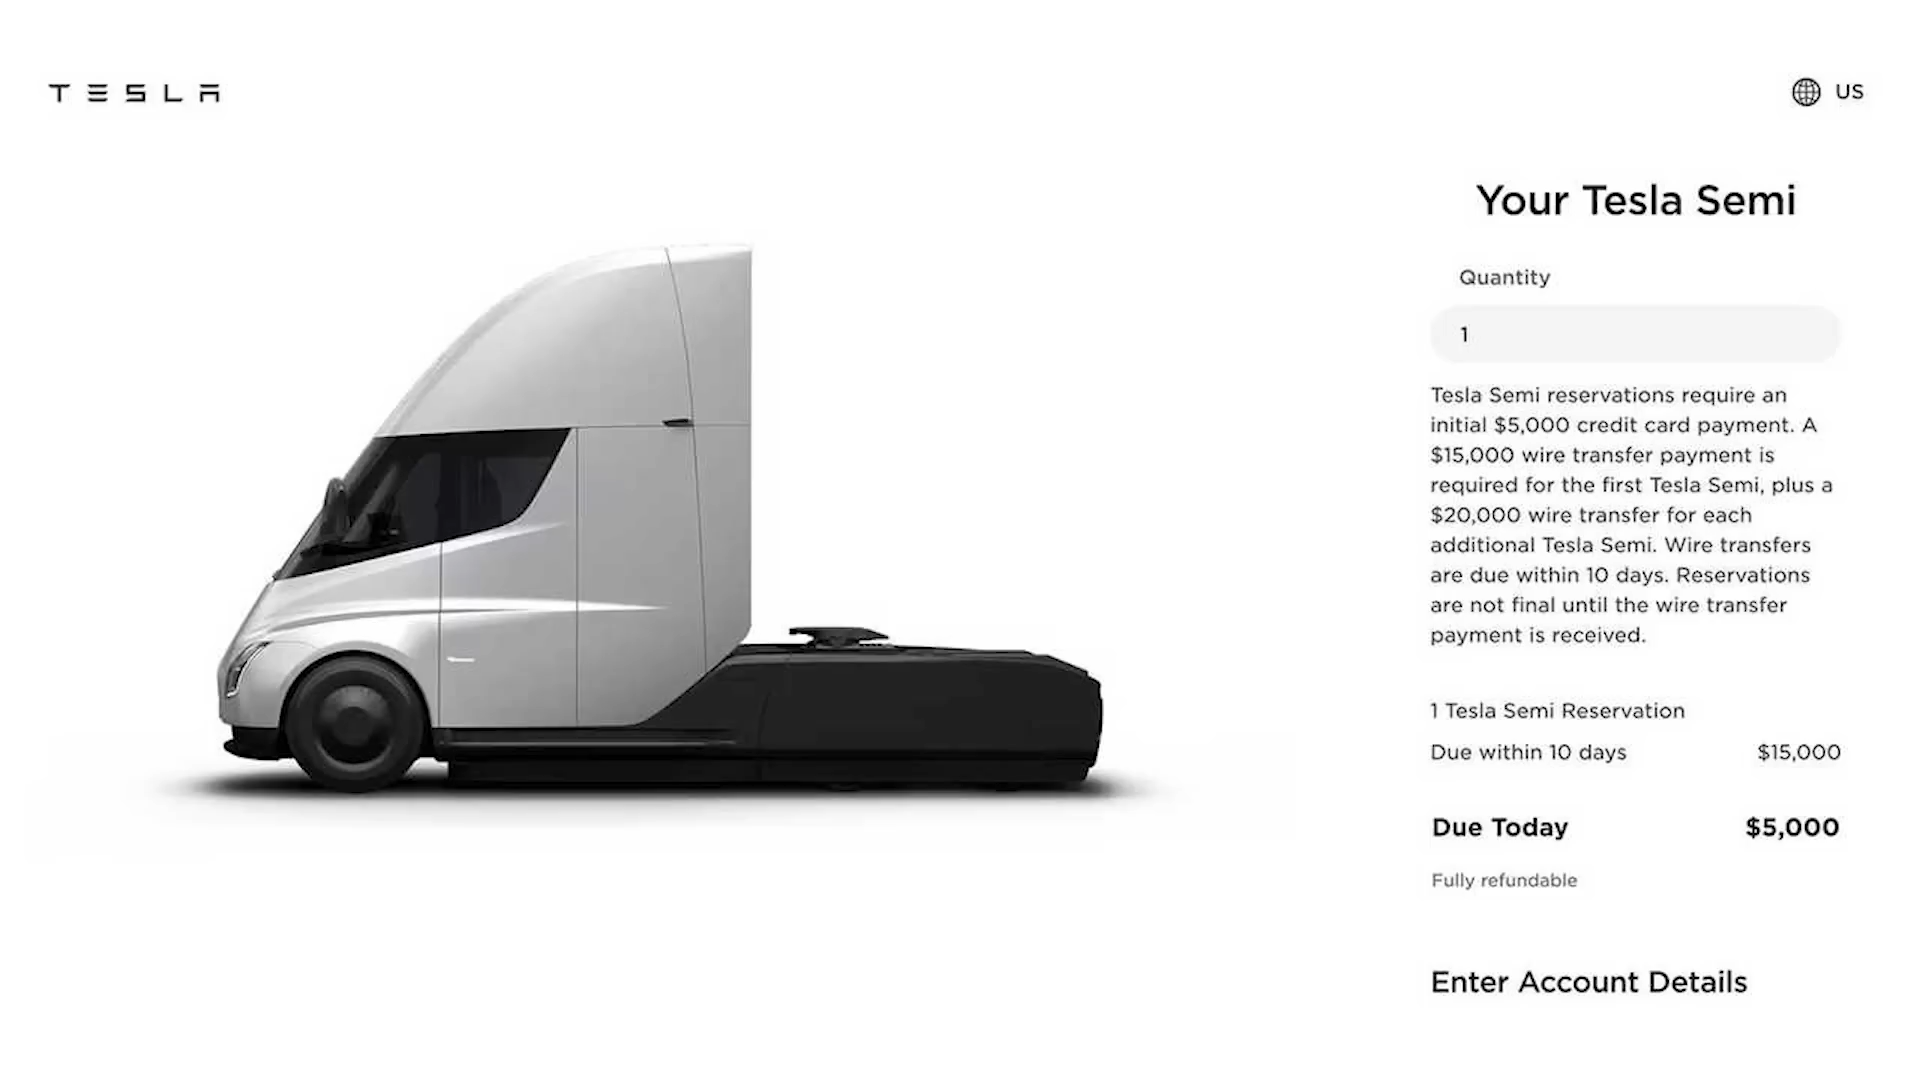 TESLA
US
Your Tesla Semi
Quantity
1
Tesla Semi reservations require an
initial $5,000 credit card payment. A
$15,000 wire transfer payment is
required for the first Tesla Semi, plus a
$20,000 wire transfer for each
additional Tesla Semi. Wire transfers
are due within 10 days. Reservations
are not final until the wire transfer
payment is received.
1 Tesla Semi Reservation
Due within 10 days $15,000
Due Today $5,000
Fully refundable
Enter Account Details